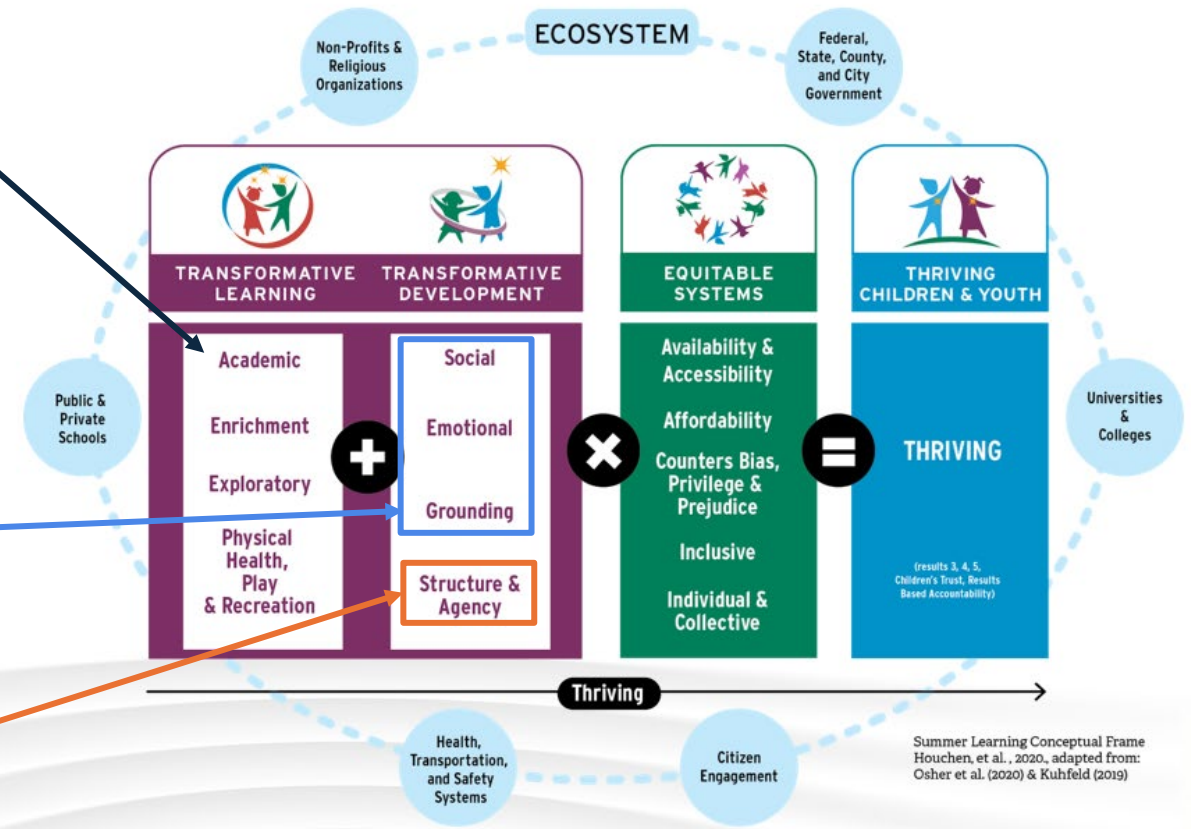 ECOSYSTEM
Non-Profits &
Religious
Organizations
Federal,
State, County,
and City
Government
TRANSFORMATIVE
LEARNING
TRANSFORMATIVE
DEVELOPMENT
EQUITABLE
SYSTEMS
THRIVING
CHILDREN & YOUTH
Public &
Private
Schools
Academic
Enrichment
Exploratory
Physical
Health,
Play
& Recreation
+
Social
Emotional
Grounding
Structure &
Agency
×
Availability &
Accessibility
Affordability
Counters Bias,
Privilege &
Prejudice
Inclusive
Individual &
Collective
=
THRIVING
(results 3, 4, 5,
Children's Trust, Results
Based Accountability)
Universities
&
Colleges
Thriving
Health,
Transportation,
and Safety
Systems
Citizen
Engagement
Summer Learning Conceptual Frame
Houchen, et al. , 2020., adapted from:
Osher et al. (2020) & Kuhfeld (2019)